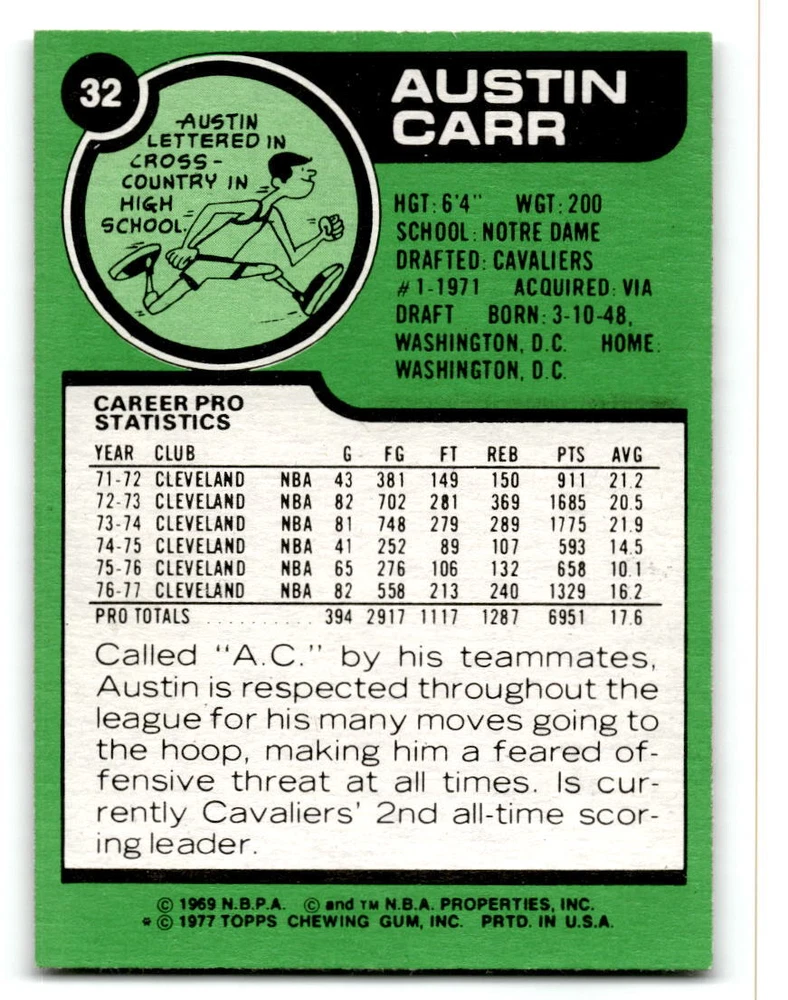 32
AUSTIN
CARR
AUSTIN
LETTERED IN
CROSS-
COUNTRY IN
HIGH
SCHOOL.
HGT: 6'4" WGT: 200
SCHOOL: NOTRE DAME
DRAFTED: CAVALIERS
#1-1971 ACQUIRED: VIA
DRAFT BORN: 3-10-48,
WASHINGTON, D.C. HOME:
WASHINGTON, D.C.
CAREER PRO
STATISTICS
YEAR CLUB G FG FT REB PTS AVG
71-72 CLEVELAND NBA 43 381 149 150 911 21.2
72-73 CLEVELAND NBA 82 702 281 369 1685 20.5
73-74 CLEVELAND NBA 81 748 279 289 1775 21.9
74-75 CLEVELAND NBA 41 252 89 107 593 14.5
75-76 CLEVELAND NBA 65 276 106 132 658 10.1
76-77 CLEVELAND NBA 82 558 213 240 1329 16.2
PRO TOTALS .......... 394 2917 1117 1287 6951 17.6
Called "A.C." by his teammates,
Austin is respected throughout the
league for his many moves going to
the hoop, making him a feared of-
fensive threat at all times. Is cur-
rently Cavaliers' 2nd all-time scor-
ing leader.
© 1969 N.B.P.A. © and TM N.B.A. PROPERTIES, INC.
* © 1977 TOPPS CHEWING GUM, INC. PRTD. IN U.S.A.